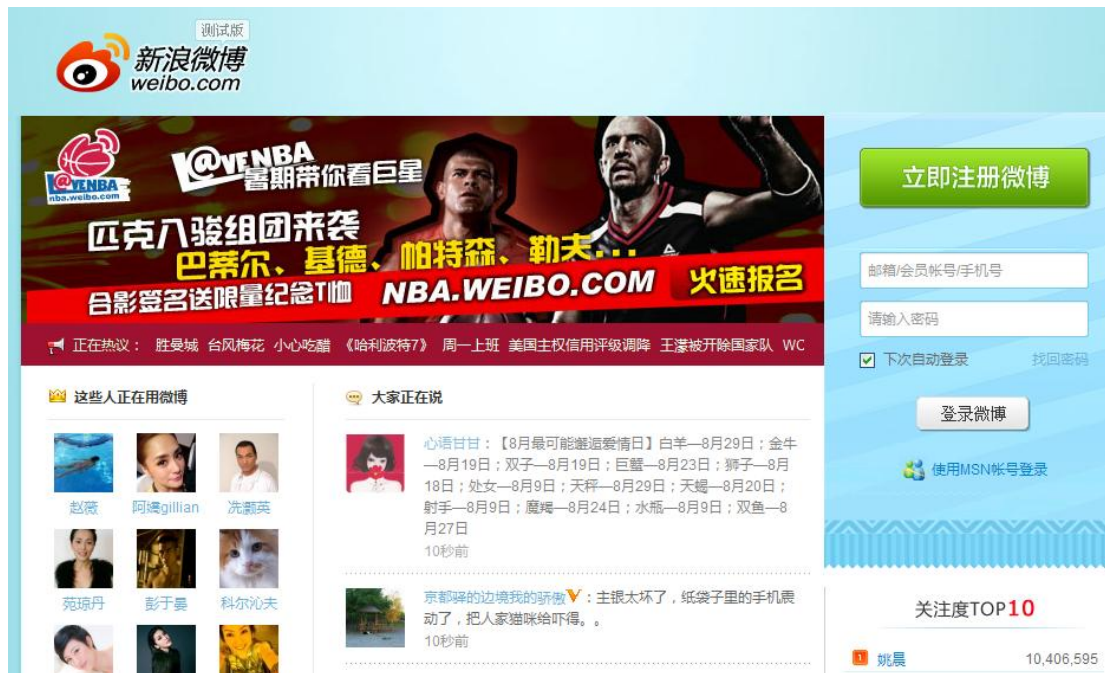 测试版
新浪微博
weibo.com
L@VENBA
nba.weibo.com
L@VENBA
暑期带你看巨星
匹克八骏组团来袭
巴蒂尔、基德、帕特森、勒夫...
合影签名送限量纪念T恤 NBA.WEIBO.COM 火速报名
正在热议： 胜曼城 台风梅花 小心吃醋 《哈利波特7》 周一上班 美国主权信用评级调降 王濛被开除国家队 WC
立即注册微博
邮箱/会员帐号/手机号
请输入密码
下次自动登录 找回密码
登录微博
使用MSN帐号登录
这些人正在用微博
赵薇 阿嬌gillian 冼灏英
苑琼丹 彭于晏 科尔沁夫
大家正在说
心语甘甘：【8月最可能邂逅爱情日】白羊—8月29日；金牛
—8月19日；双子—8月19日；巨蟹—8月23日；狮子—8月
18日；处女—8月9日；天秤—8月29日；天蝎—8月20日；
射手—8月9日；魔羯—8月24日；水瓶—8月9日；双鱼—8
月27日
10秒前
京都驿的边境我的骄傲V：主银太坏了，纸袋子里的手机震
动了，把人家猫咪给吓得。。
10秒前
关注度TOP10
1 姚晨 10,406,595